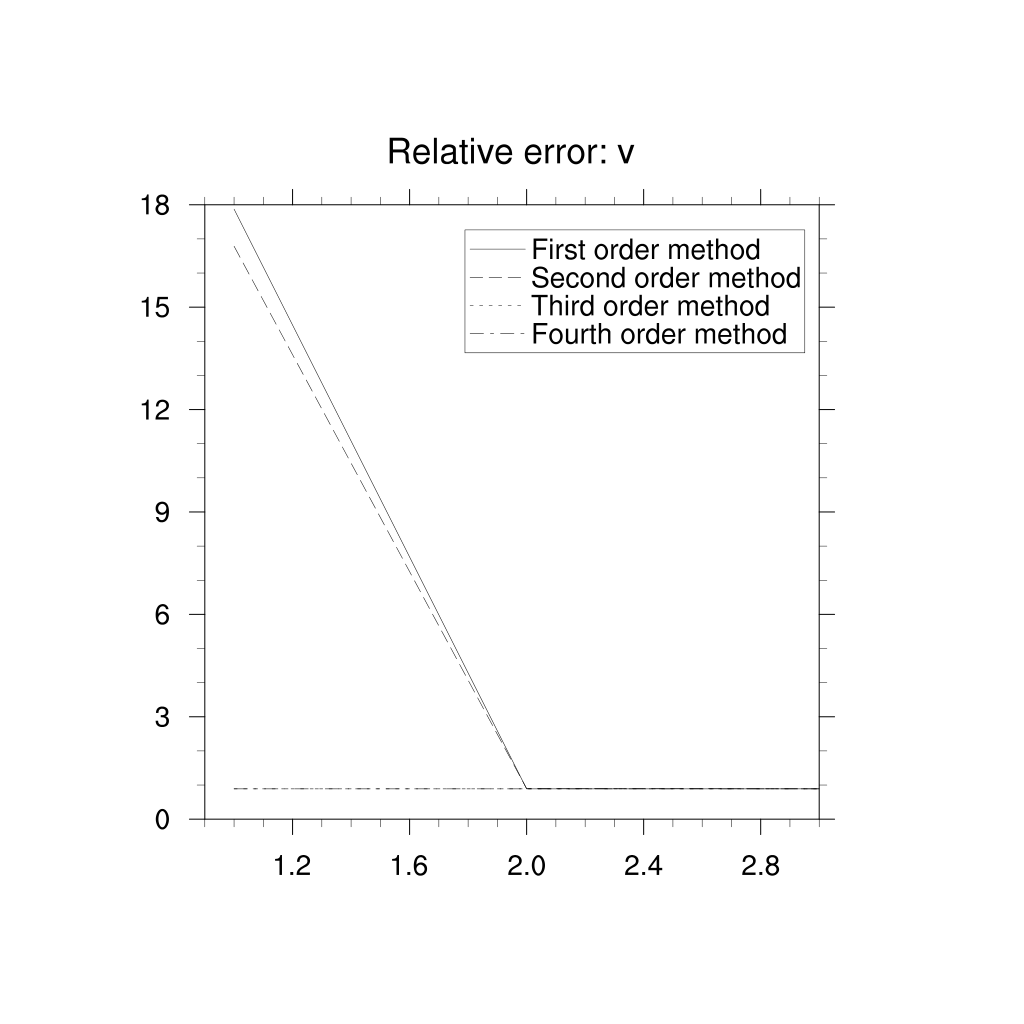 Relative error: v
18
15
12
9
6
3
0
First order method
Second order method
Third order method
Fourth order method
1.2 1.6 2.0 2.4 2.8